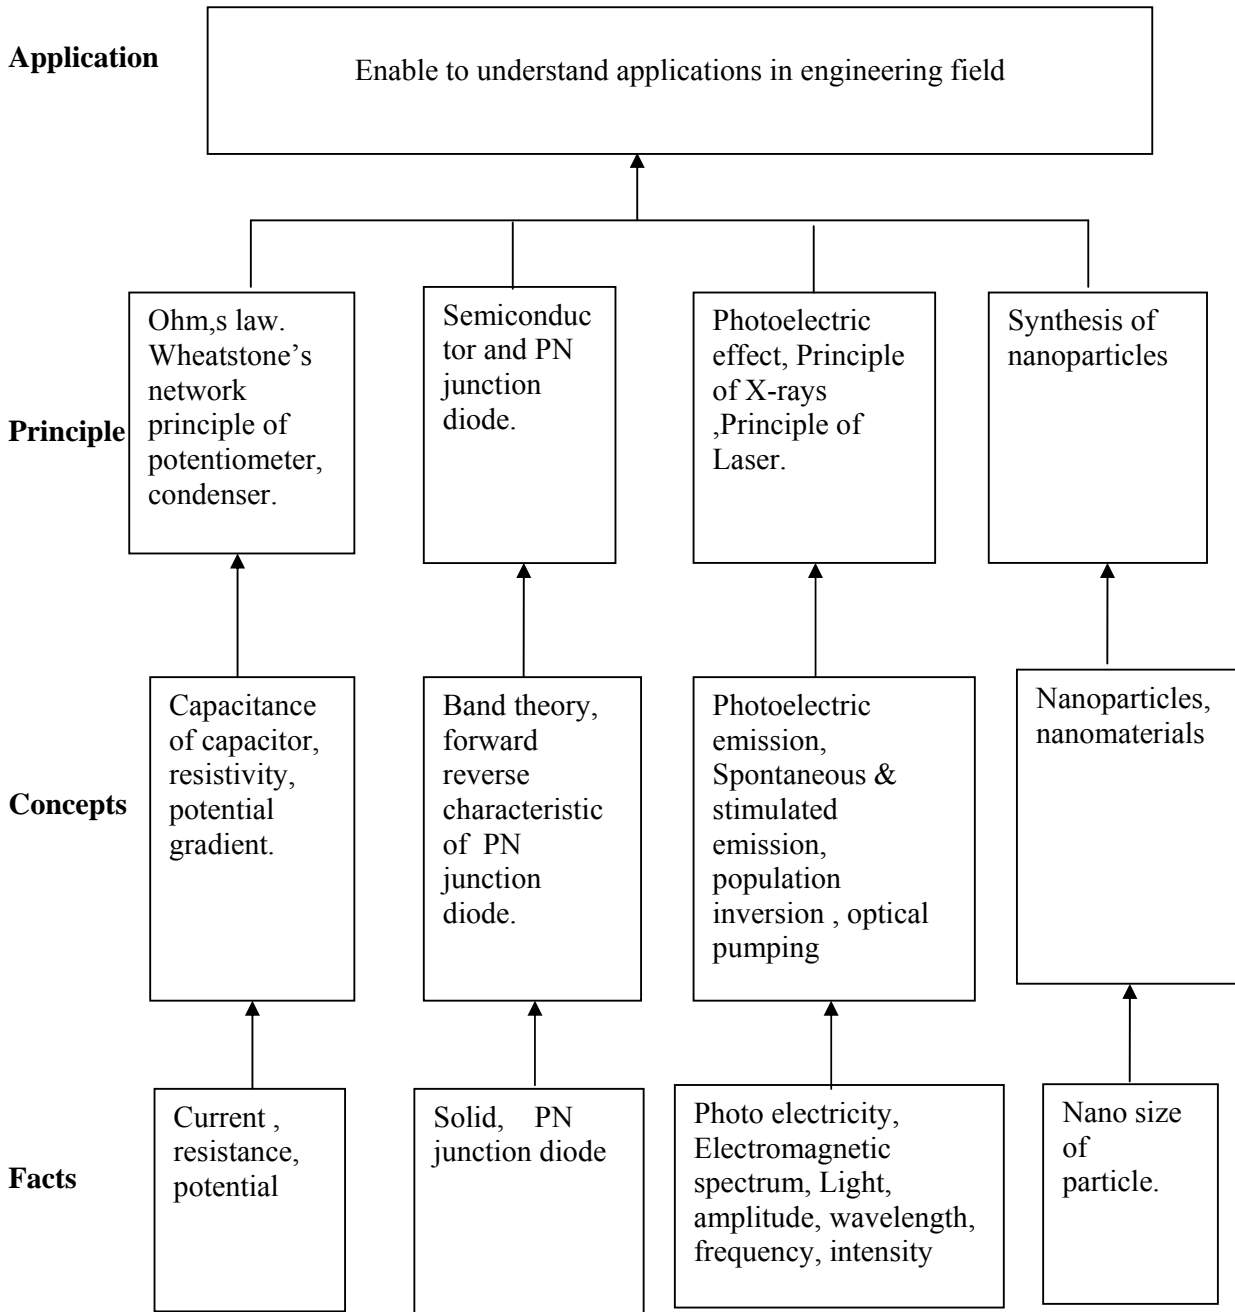 Application
Enable to understand applications in engineering field
Principle
Ohm,s law.
Wheatstone’s
network
principle of
potentiometer,
condenser.
Semiconduc
tor and PN
junction
diode.
Photoelectric
effect, Principle
of X-rays
,Principle of
Laser.
Synthesis of
nanoparticles
Concepts
Capacitance
of capacitor,
resistivity,
potential
gradient.
Band theory,
forward
reverse
characteristic
of PN
junction
diode.
Photoelectric
emission,
Spontaneous &
stimulated
emission,
population
inversion , optical
pumping
Nanoparticles,
nanomaterials
Facts
Current ,
resistance,
potential
Solid, PN
junction diode
Photo electricity,
Electromagnetic
spectrum, Light,
amplitude, wavelength,
frequency, intensity
Nano size
of
particle.